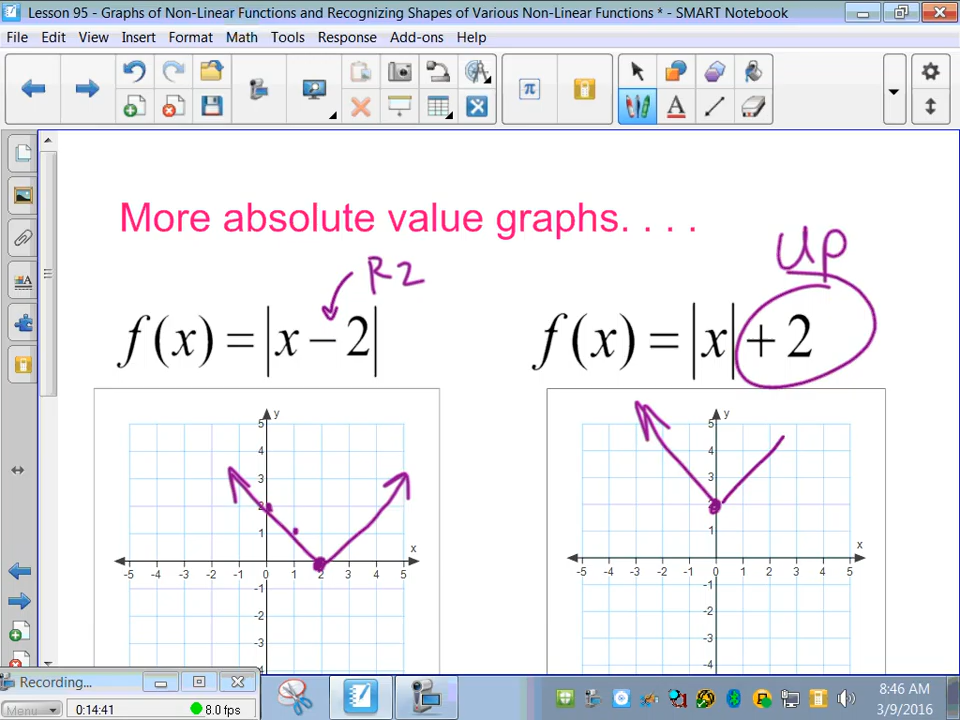 Lesson 95 - Graphs of Non-Linear Functions and Recognizing Shapes of Various Non-Linear Functions * - SMART Notebook
File Edit View Insert Format Math Tools Response Add-ons Help
π
A
More absolute value graphs. . . .
R2
up
f(x) = |x − 2|
f(x) = |x| + 2
y
5
4
3
2
1
x
-5 -4 -3 -2 -1 0 1 2 3 4 5
-1
-2
-3
-4
y
5
4
3
2
1
x
-5 -4 -3 -2 -1 0 1 2 3 4 5
-1
-2
-3
-4
Recording...
0:14:41 8.0 fps
Menu
8:46 AM
3/9/2016